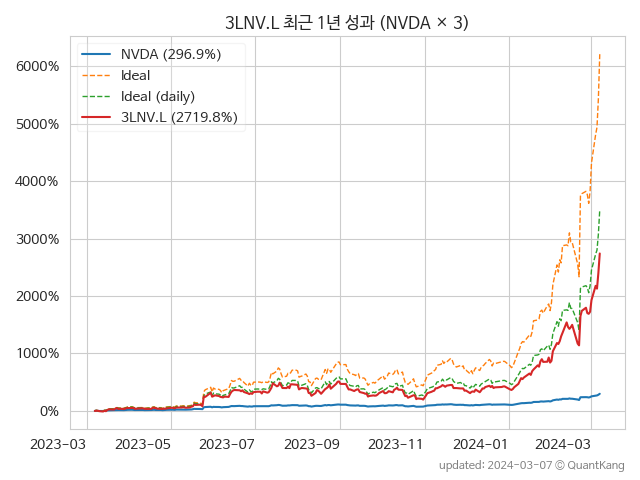 3LNV.L 최근 1년 성과 (NVDA × 3)
NVDA (296.9%)
Ideal
Ideal (daily)
3LNV.L (2719.8%)
6000%
5000%
4000%
3000%
2000%
1000%
0%
2023-03 2023-05 2023-07 2023-09 2023-11 2024-01 2024-03
updated: 2024-03-07 © QuantKang